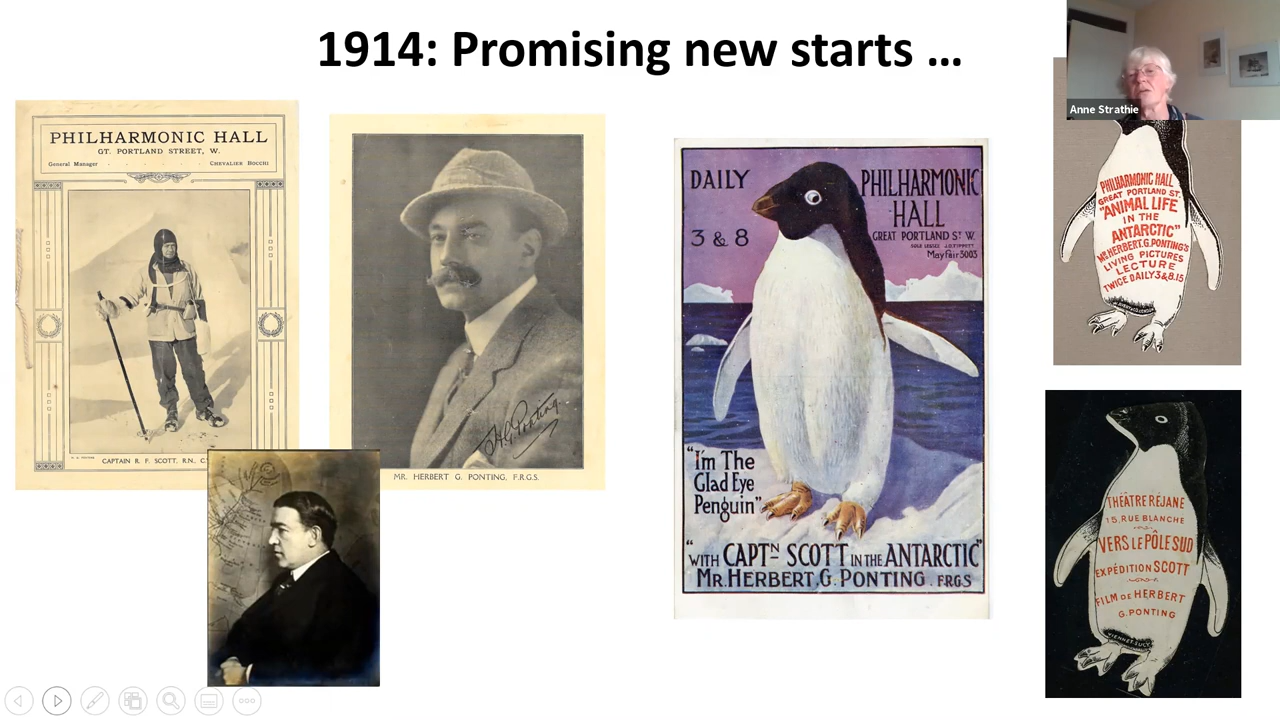 1914: Promising new starts …
Anne Strathie
PHILHARMONIC HALL
GT. PORTLAND STREET, W.
General Manager . . . . . CHEVALIER BOCCHI
CAPTAIN R. F. SCOTT, R.N., C.
H.G. Ponting.
MR. HERBERT G. PONTING, F.R.G.S.
DAILY
3 & 8
PHILHARMONIC
HALL
GREAT PORTLAND ST. W.
MayFair 3003
"I'm The
Glad Eye
Penguin"
"WITH CAPTN SCOTT IN THE ANTARCTIC"
MR. HERBERT. G. PONTING. F.R.G.S
PHILHARMONIC HALL
GREAT PORTLAND ST.
"ANIMAL LIFE
IN THE
ANTARCTIC"
MR HERBERT G. PONTING'S
LIVING PICTURES
LECTURE
TWICE DAILY 3 & 8.15
THÉÂTRE RÉJANE
15, RUE BLANCHE
VERS LE PÔLE SUD
EXPÉDITION SCOTT
FILM DE HERBERT
G. PONTING